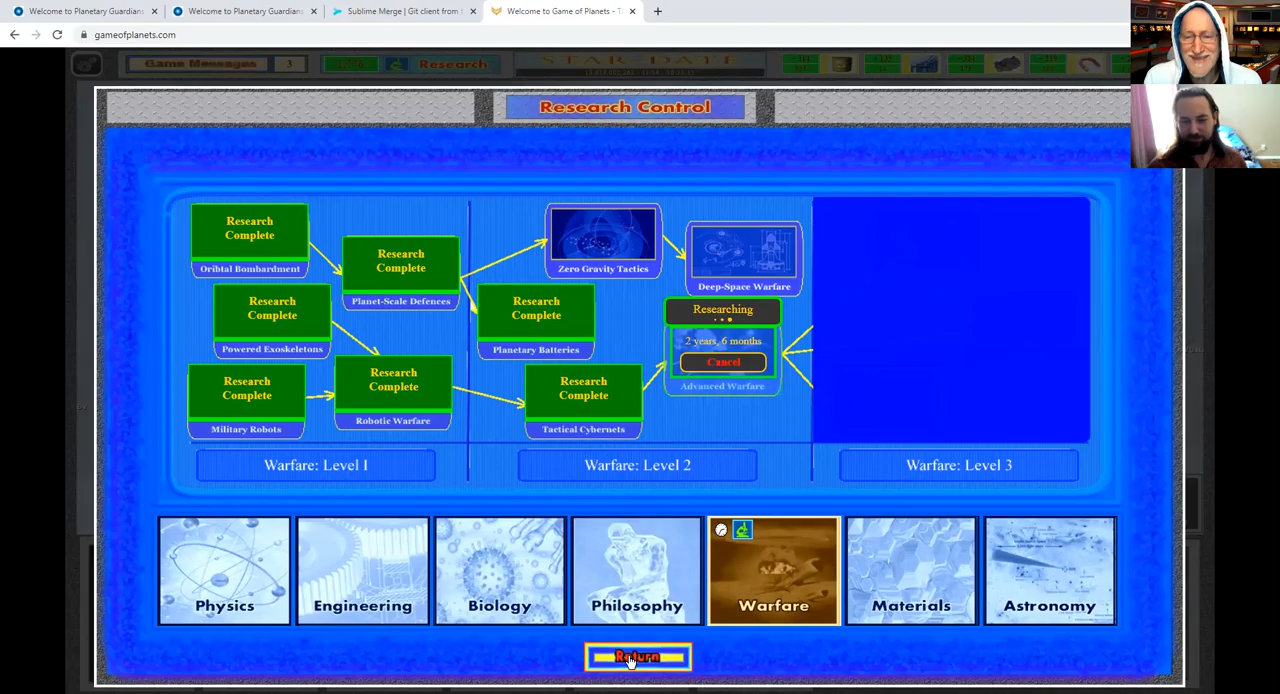 Welcome to Planetary Guardians
Welcome to Planetary Guardians
Sublime Merge | Git client from
Welcome to Game of Planets - T
gameofplanets.com
Game Messages
3
Research
STAR-DATE
Research Control
Research
Complete
Oribtal Bombardment
Research
Complete
Planet-Scale Defences
Zero Gravity Tactics
Deep-Space Warfare
Research
Complete
Powered Exoskeletons
Research
Complete
Planetary Batteries
Researching
2 years, 6 months
Cancel
Advanced Warfare
Research
Complete
Military Robots
Research
Complete
Robotic Warfare
Research
Complete
Tactical Cybernets
Warfare: Level 1
Warfare: Level 2
Warfare: Level 3
Physics
Engineering
Biology
Philosophy
Warfare
Materials
Astronomy
Return